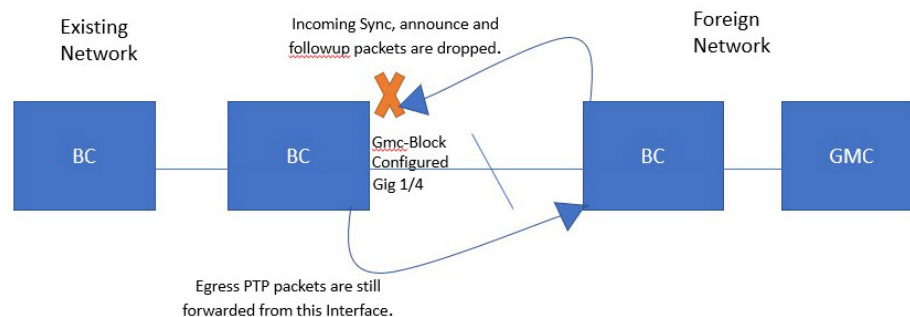 Existing
Network
Incoming Sync, announce and
followup packets are dropped.
Foreign
Network
BC
BC
Gmc-Block
Configured
Gig 1/4
BC
GMC
Egress PTP packets are still
forwarded from this Interface.